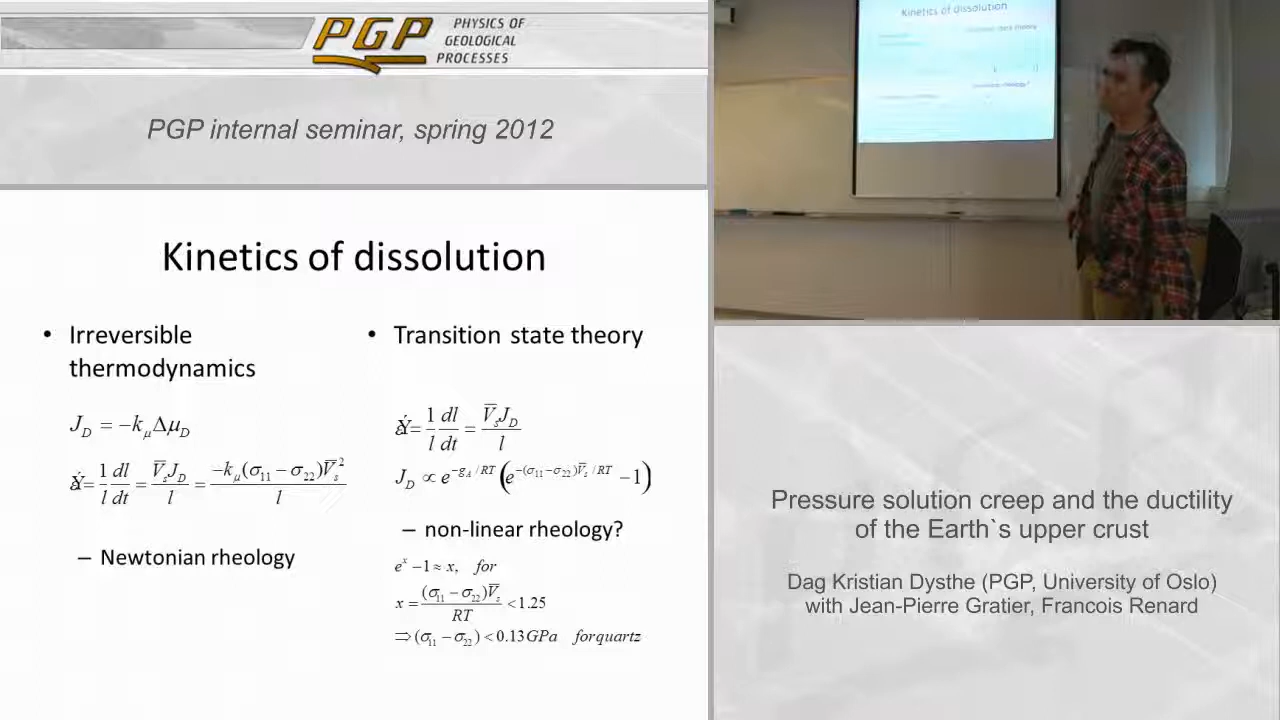 PGP
PHYSICS OF
GEOLOGICAL
PROCESSES
PGP internal seminar, spring 2012
Kinetics of dissolution
• Irreversible
thermodynamics
J_D = −k_μ Δμ_D
= 1/l dl/dt = V̅_s J_D / l = −k_μ(σ₁₁ − σ₂₂)V̅_s² / l
– Newtonian rheology
• Transition state theory
= 1/l dl/dt = V̅_s J_D / l
J_D ∝ e^(−g_A/RT) (e^(−(σ₁₁−σ₂₂)V̅_s/RT) − 1)
– non-linear rheology?
e^x − 1 ≈ x, for
x = (σ₁₁ − σ₂₂)V̅_s / RT < 1.25
⇒ (σ₁₁ − σ₂₂) < 0.13GPa forquartz
Kinetics of dissolution
Pressure solution creep and the ductility
of the Earth`s upper crust
Dag Kristian Dysthe (PGP, University of Oslo)
with Jean-Pierre Gratier, Francois Renard